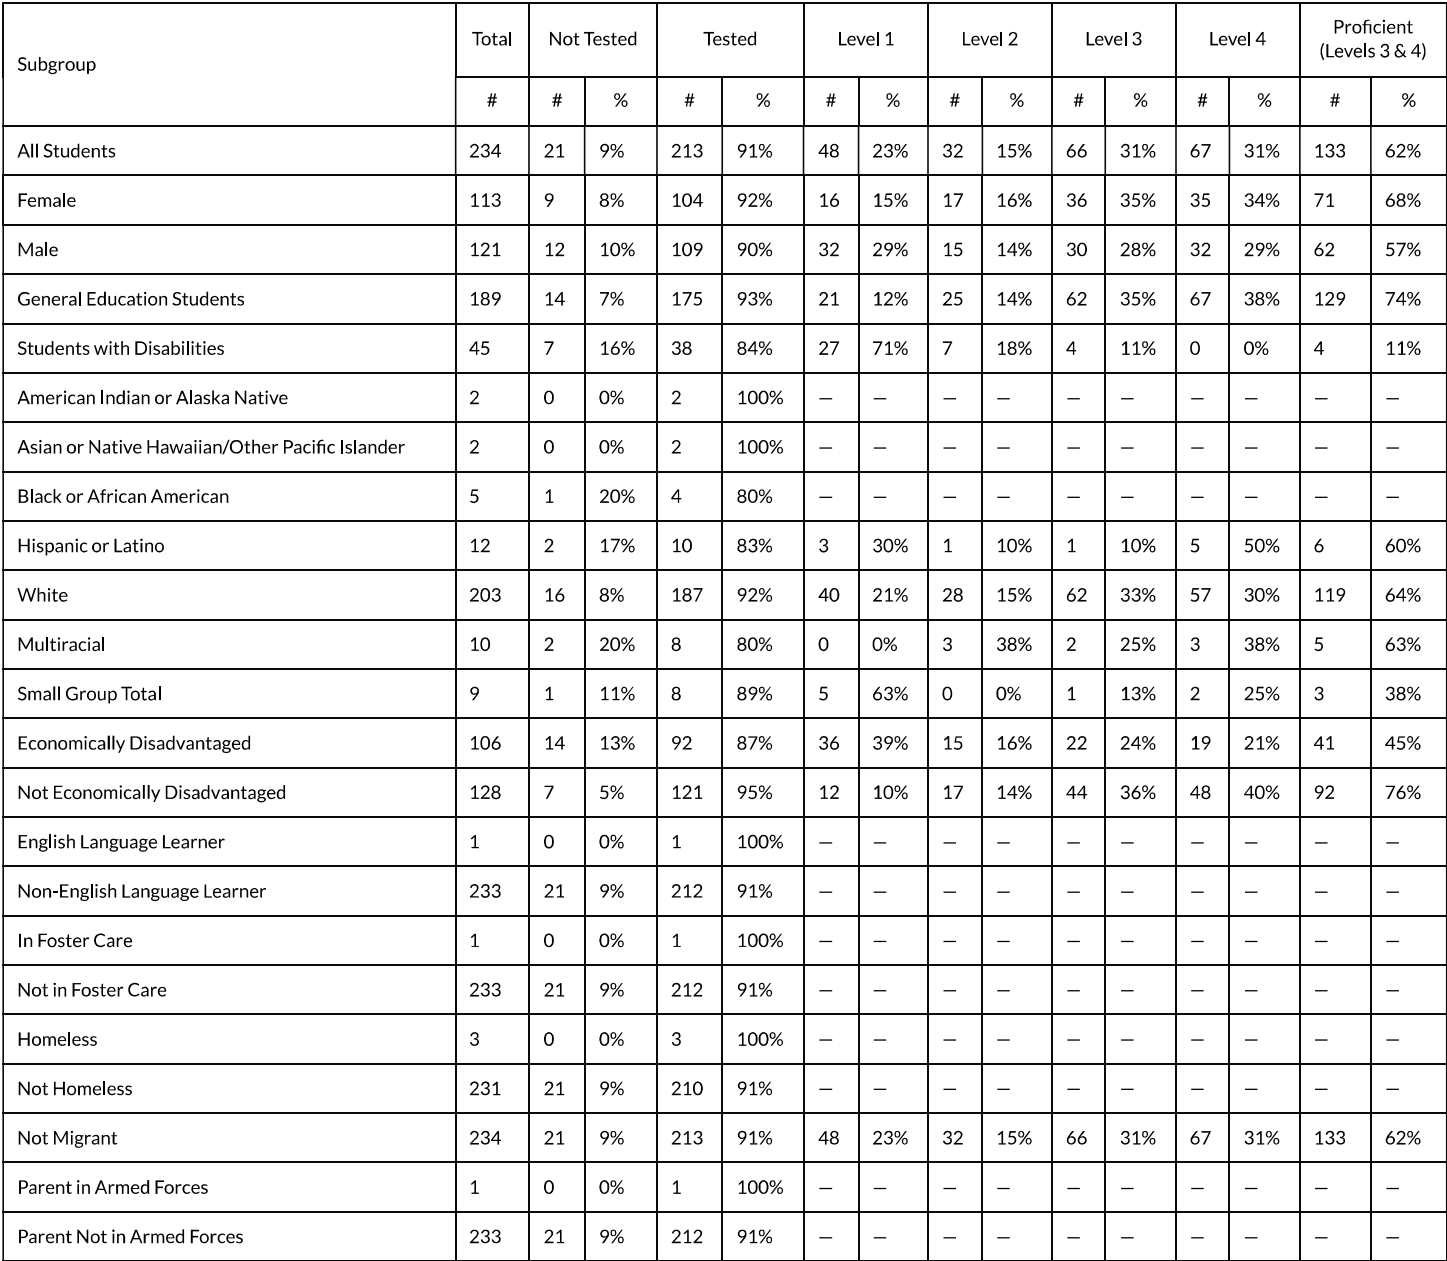 Subgroup Total Not Tested Tested Level 1 Level 2 Level 3 Level 4 Proficient
(Levels 3 & 4)
# # % # % # % # % # % # % # %
All Students 234 21 9% 213 91% 48 23% 32 15% 66 31% 67 31% 133 62%
Female 113 9 8% 104 92% 16 15% 17 16% 36 35% 35 34% 71 68%
Male 121 12 10% 109 90% 32 29% 15 14% 30 28% 32 29% 62 57%
General Education Students 189 14 7% 175 93% 21 12% 25 14% 62 35% 67 38% 129 74%
Students with Disabilities 45 7 16% 38 84% 27 71% 7 18% 4 11% 0 0% 4 11%
American Indian or Alaska Native 2 0 0% 2 100% — — — — — — — — — —
Asian or Native Hawaiian/Other Pacific Islander 2 0 0% 2 100% — — — — — — — — — —
Black or African American 5 1 20% 4 80% — — — — — — — — — —
Hispanic or Latino 12 2 17% 10 83% 3 30% 1 10% 1 10% 5 50% 6 60%
White 203 16 8% 187 92% 40 21% 28 15% 62 33% 57 30% 119 64%
Multiracial 10 2 20% 8 80% 0 0% 3 38% 2 25% 3 38% 5 63%
Small Group Total 9 1 11% 8 89% 5 63% 0 0% 1 13% 2 25% 3 38%
Economically Disadvantaged 106 14 13% 92 87% 36 39% 15 16% 22 24% 19 21% 41 45%
Not Economically Disadvantaged 128 7 5% 121 95% 12 10% 17 14% 44 36% 48 40% 92 76%
English Language Learner 1 0 0% 1 100% — — — — — — — — — —
Non-English Language Learner 233 21 9% 212 91% — — — — — — — — — —
In Foster Care 1 0 0% 1 100% — — — — — — — — — —
Not in Foster Care 233 21 9% 212 91% — — — — — — — — — —
Homeless 3 0 0% 3 100% — — — — — — — — — —
Not Homeless 231 21 9% 210 91% — — — — — — — — — —
Not Migrant 234 21 9% 213 91% 48 23% 32 15% 66 31% 67 31% 133 62%
Parent in Armed Forces 1 0 0% 1 100% — — — — — — — — — —
Parent Not in Armed Forces 233 21 9% 212 91% — — — — — — — — — —